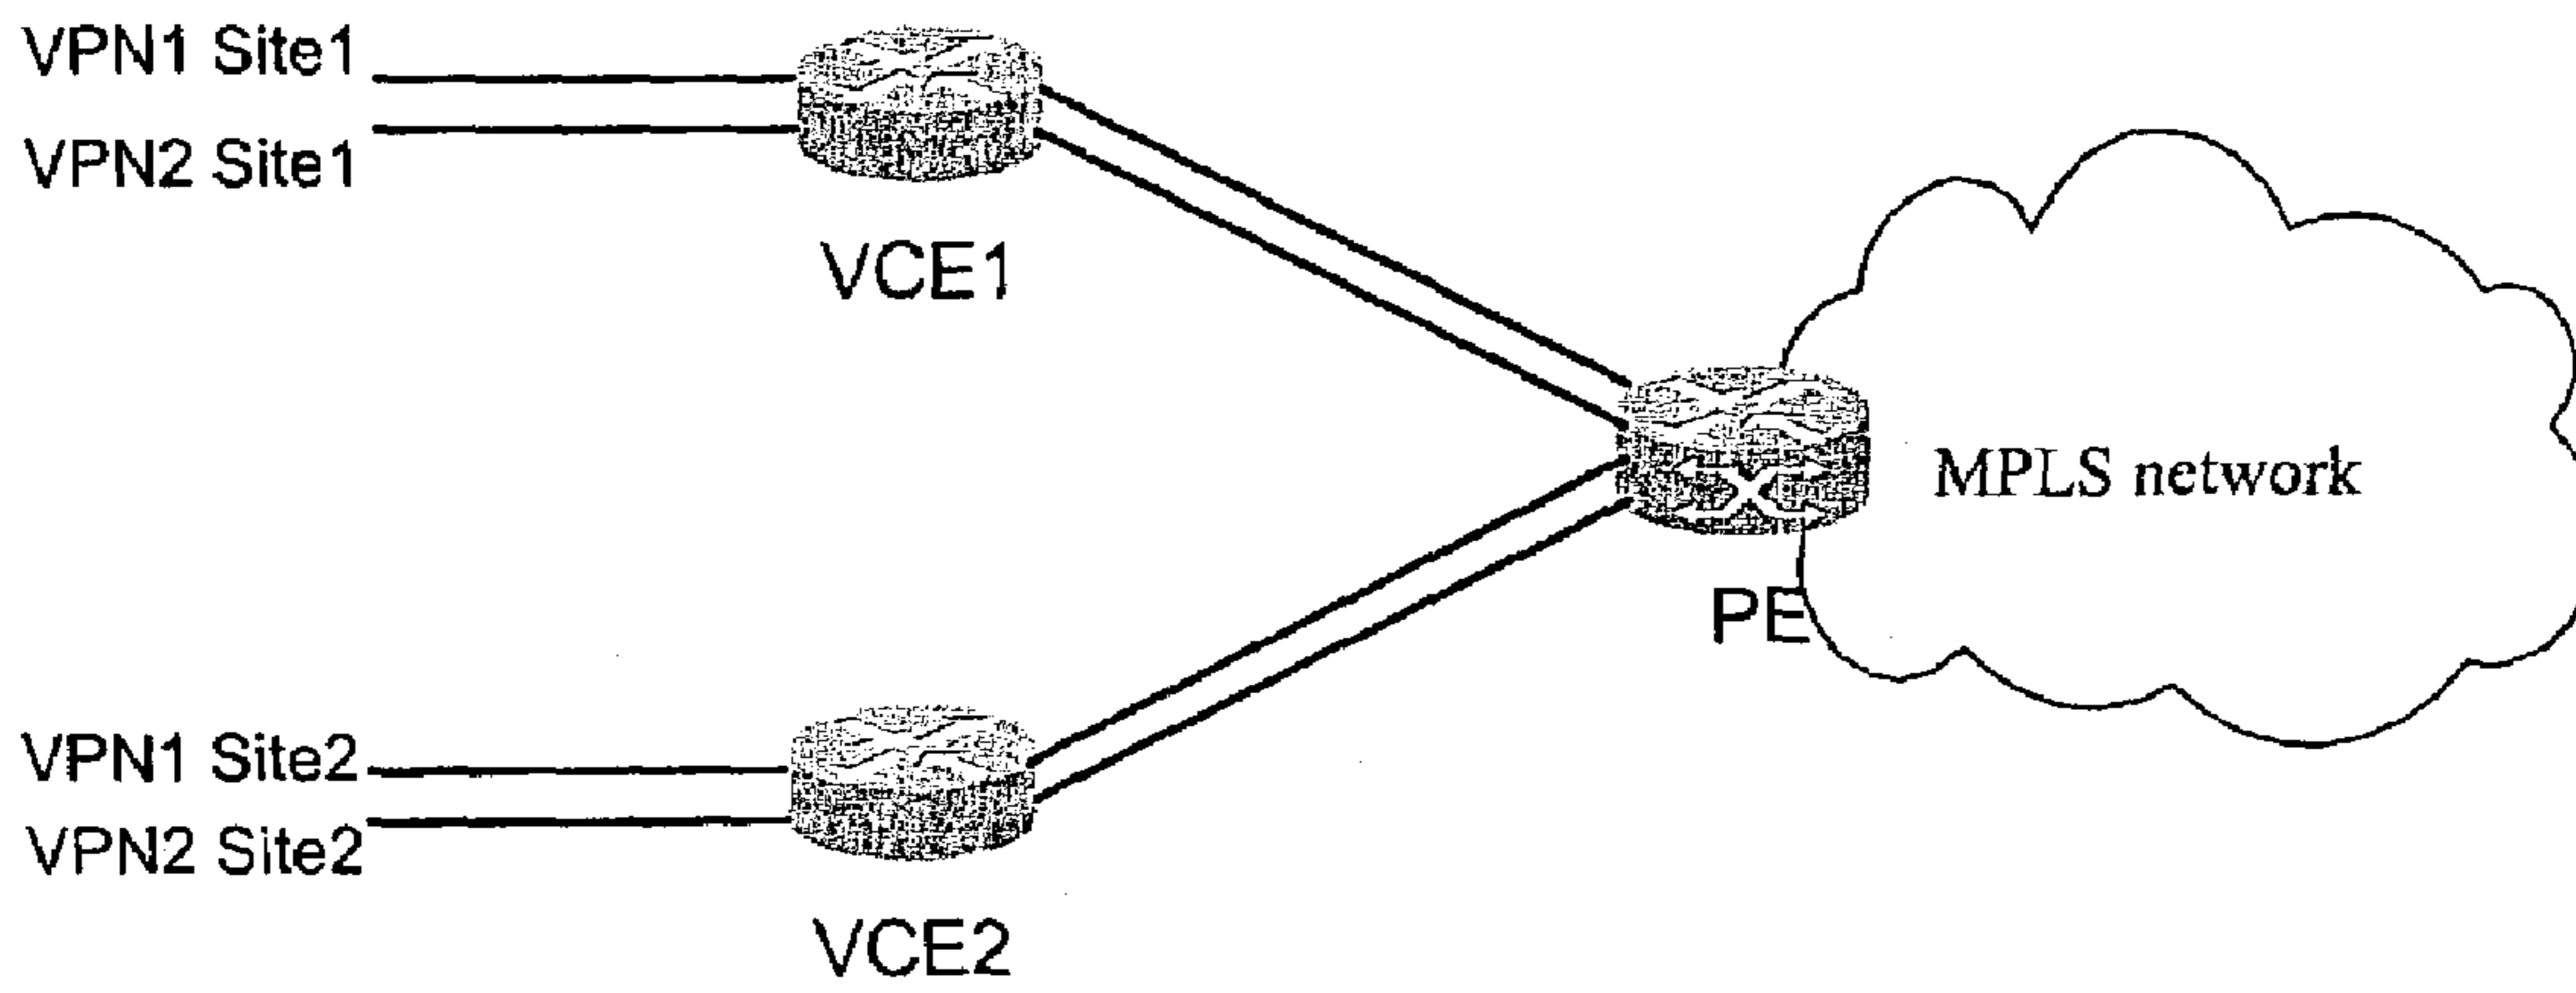 VPN1 Site1
VPN2 Site1
VCE1
MPLS network
PE
VPN1 Site2
VPN2 Site2
VCE2